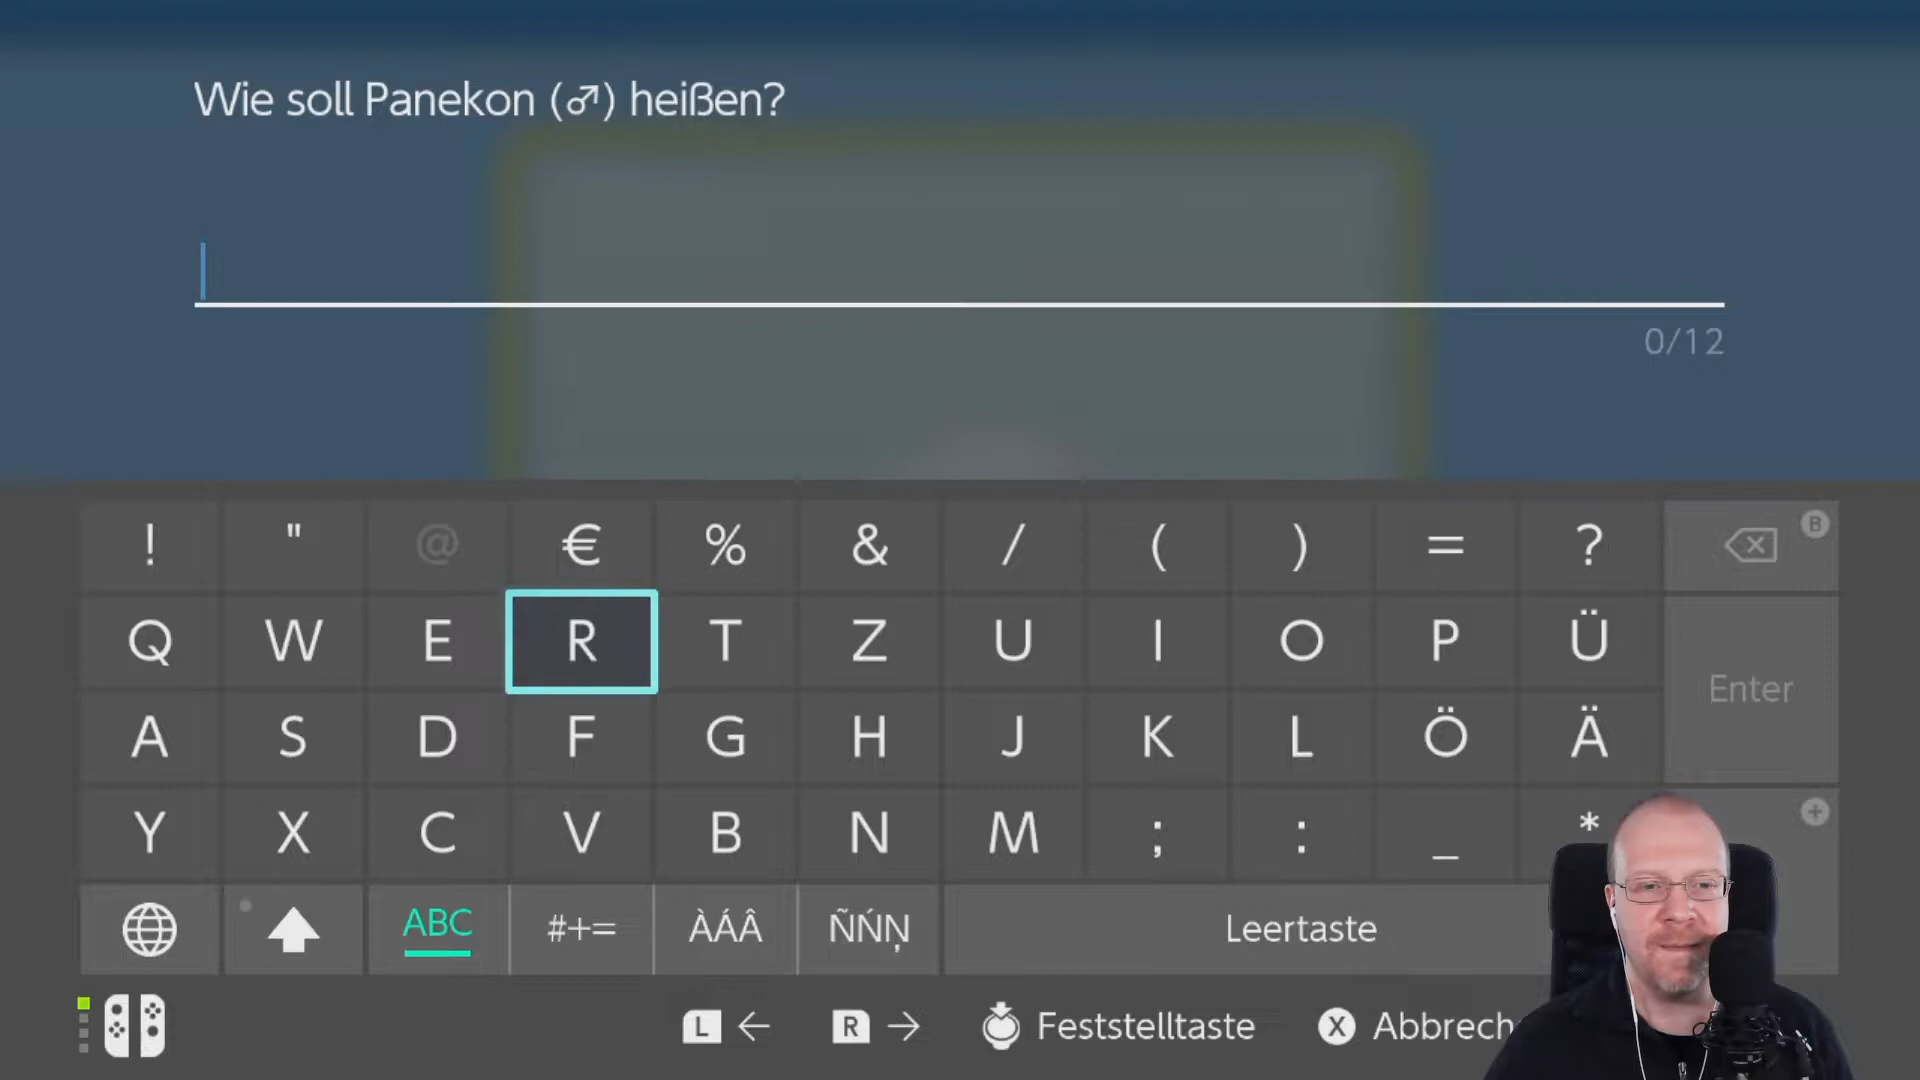 Wie soll Panekon (♂) heißen?
0/12
! " @ € % & / ( ) = ? B
Q W E R T Z U I O P Ü
Enter
A S D F G H J K L Ö Ä
Y X C V B N M ; : _ * +
ABC #+= ÀÁÂ ÑŃŅ Leertaste
L ← R → Feststelltaste X Abbrech